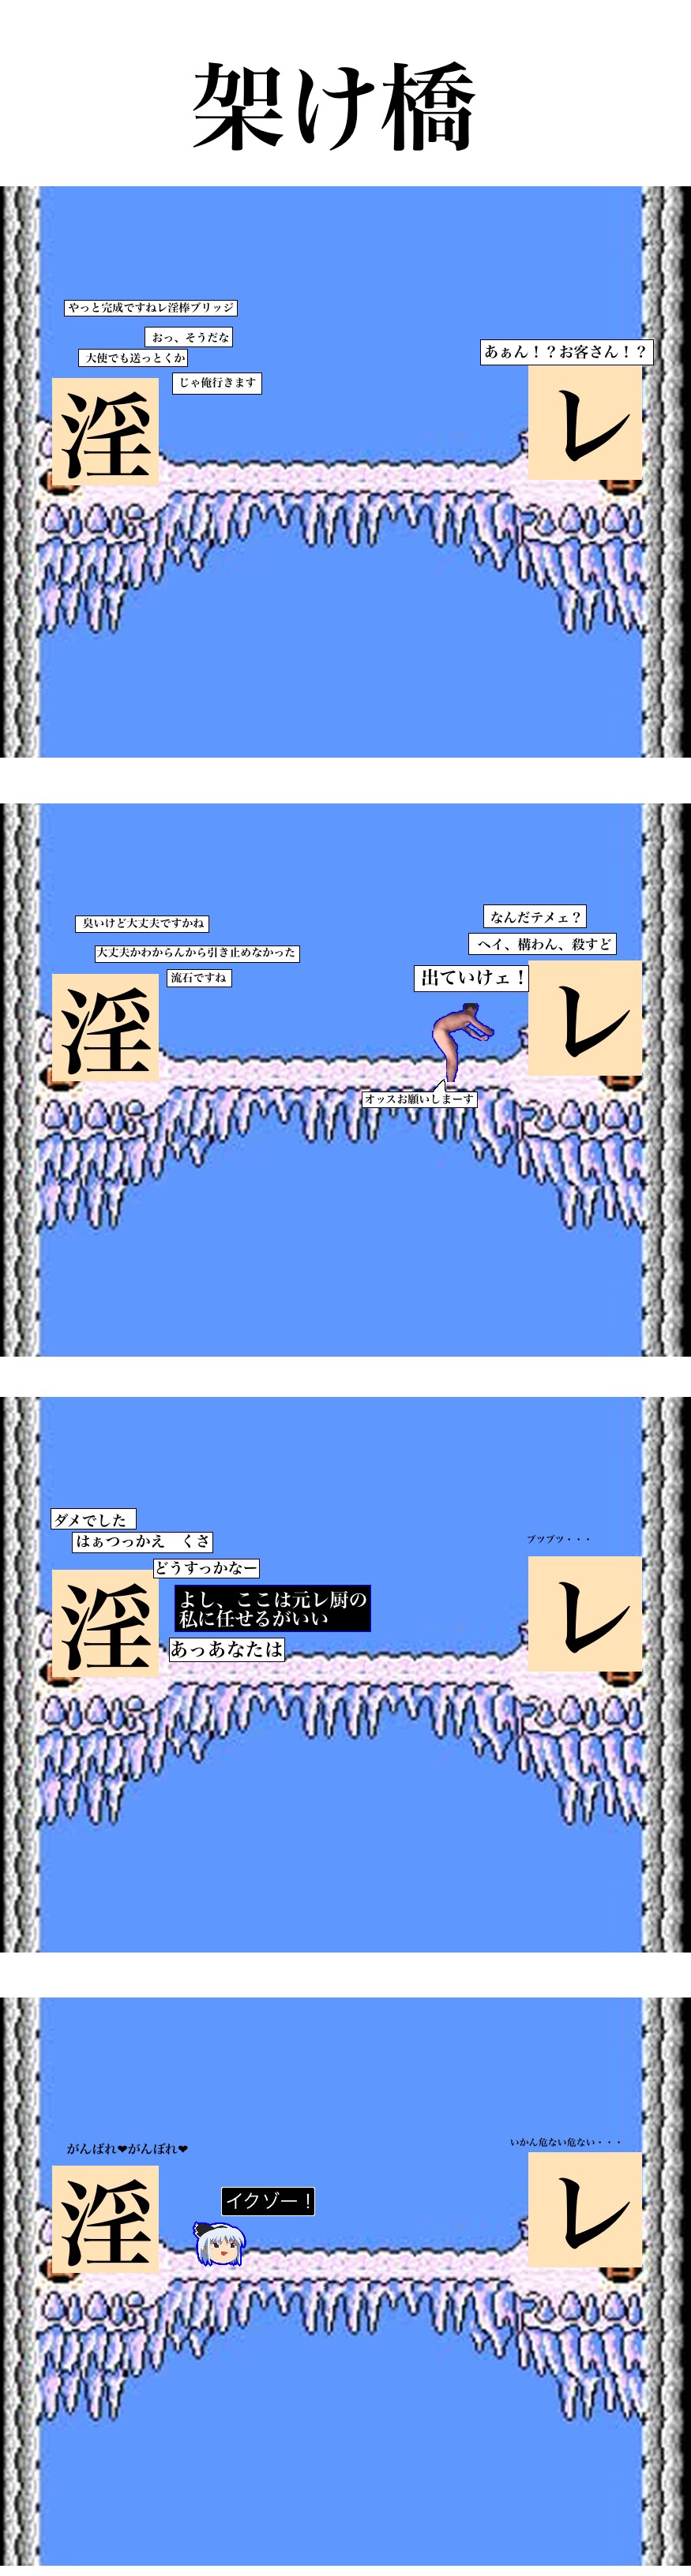 架け橋
やっと完成ですねレ淫棒ブリッジ
おっ、そうだな
大使でも送っとくか
じゃ俺行きます
淫
あぁん！？お客さん！？
レ
臭いけど大丈夫ですかね
大丈夫かわからんから引き止めなかった
流石ですね
淫
なんだテメェ？
ヘイ、構わん、殺すど
出ていけェ！
レ
オッスお願いしまーす
ダメでした
はぁつっかえ　くさ
どうすっかなー
淫
よし、ここは元レ厨の
私に任せるがいい
あっあなたは
ブツブツ・・・
レ
がんばれ❤がんばれ❤
淫
イクゾー！
いかん危ない危ない・・・
レ